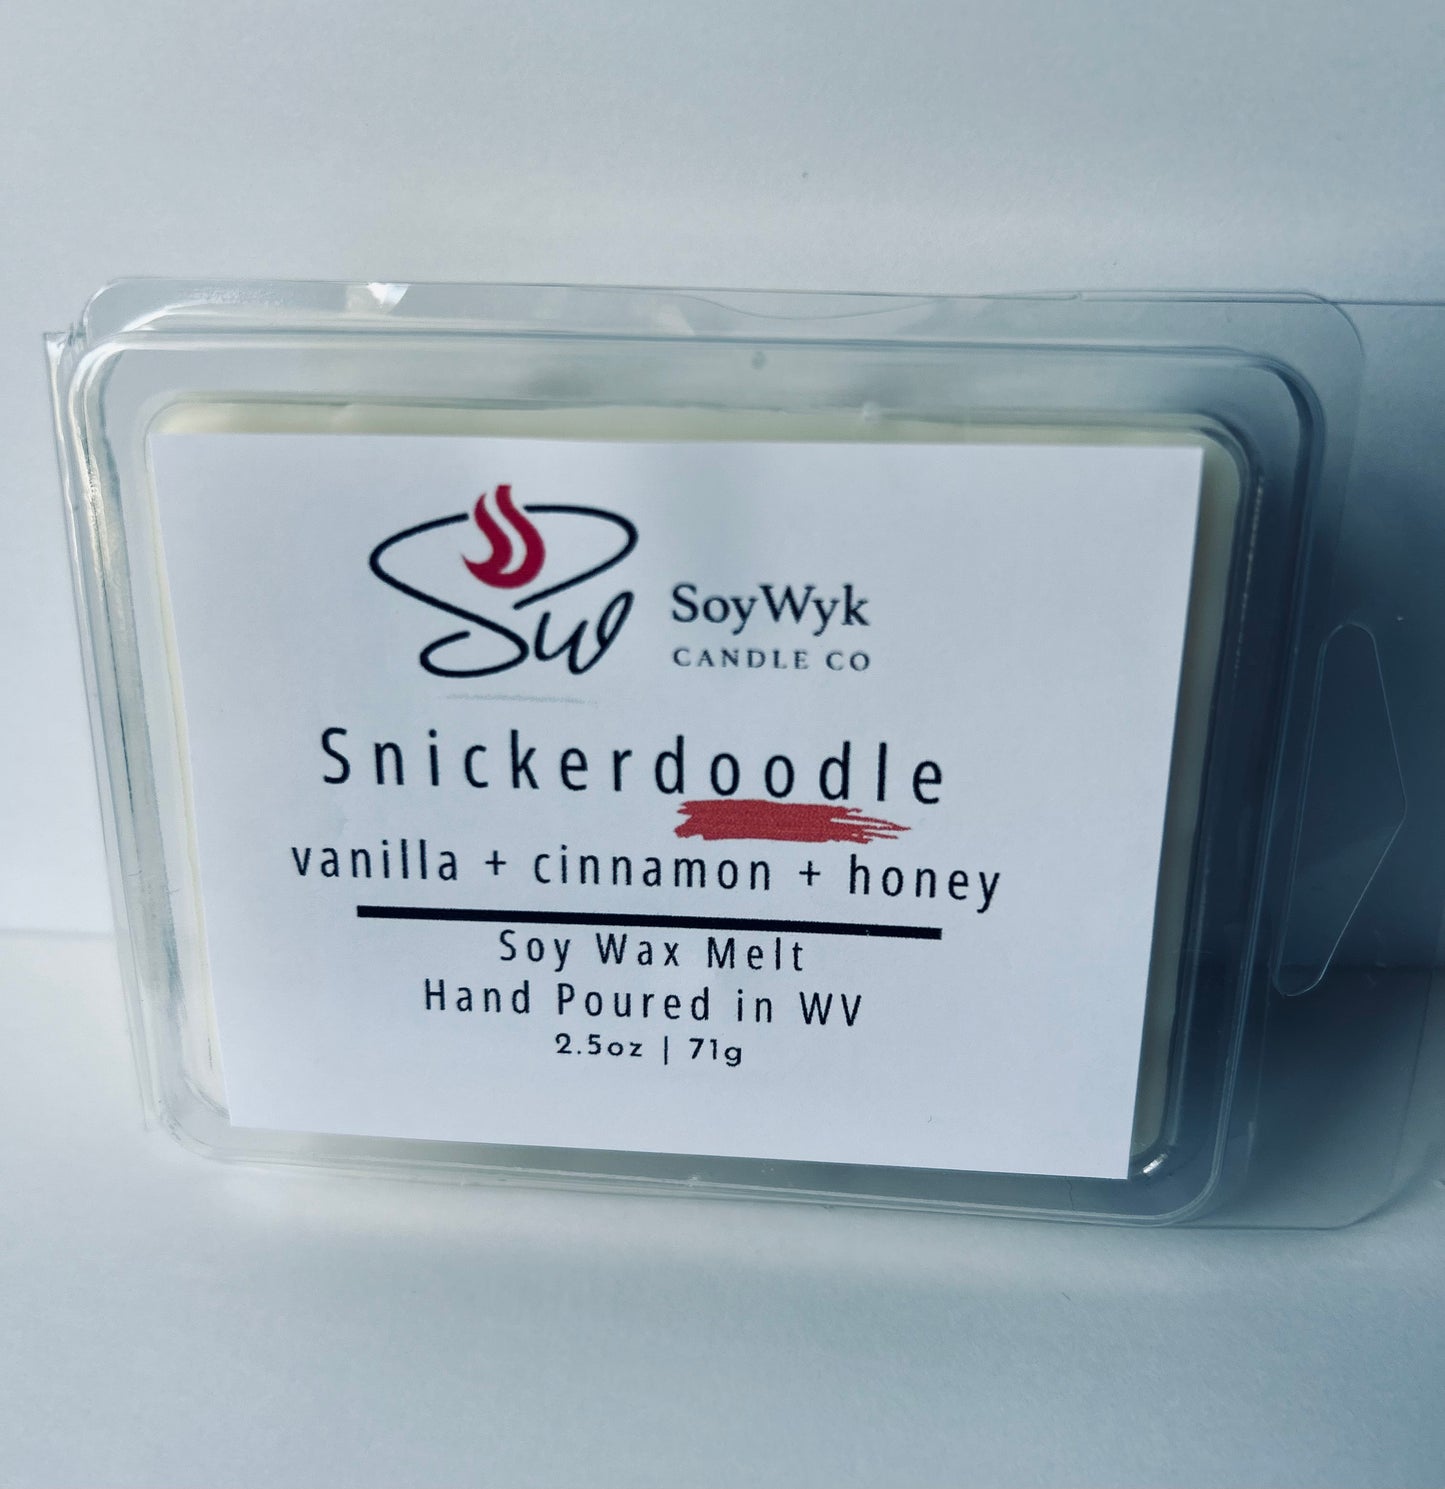 Sw
SoyWyk
CANDLE CO
Snickerdoodle
vanilla + cinnamon + honey
Soy Wax Melt
Hand Poured in WV
2.5oz | 71g